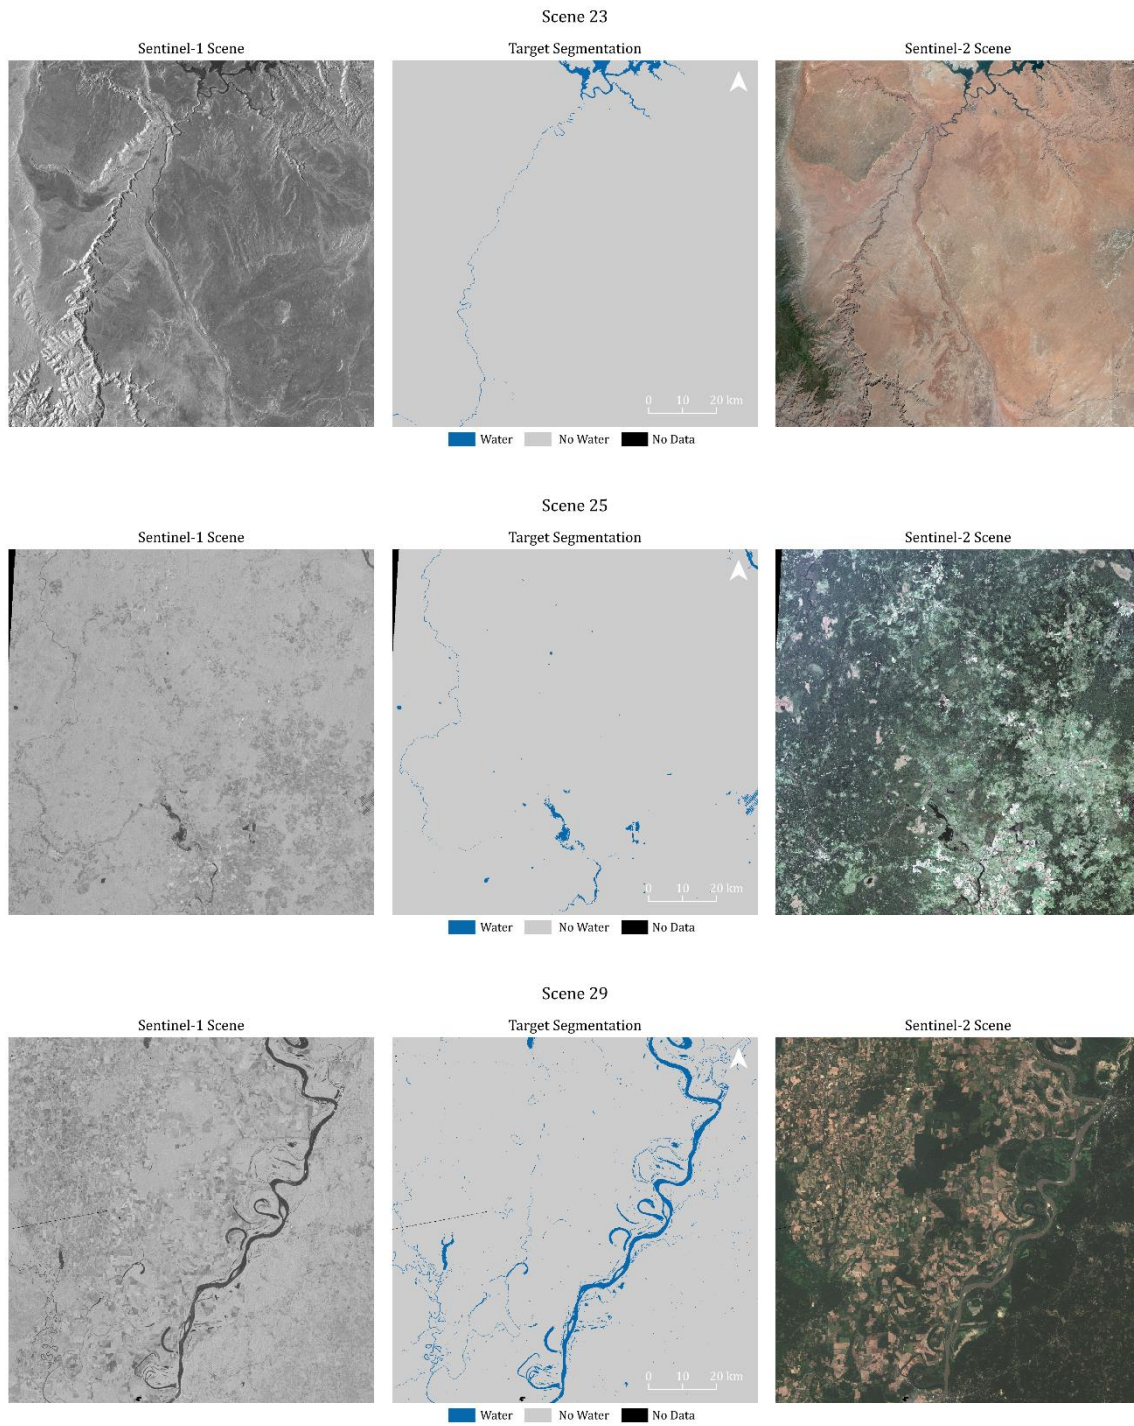 Scene 23
Sentinel-1 Scene Target Segmentation Sentinel-2 Scene
0 10 20 km
Water No Water No Data
Scene 25
Sentinel-1 Scene Target Segmentation Sentinel-2 Scene
0 10 20 km
Water No Water No Data
Scene 29
Sentinel-1 Scene Target Segmentation Sentinel-2 Scene
0 10 20 km
Water No Water No Data